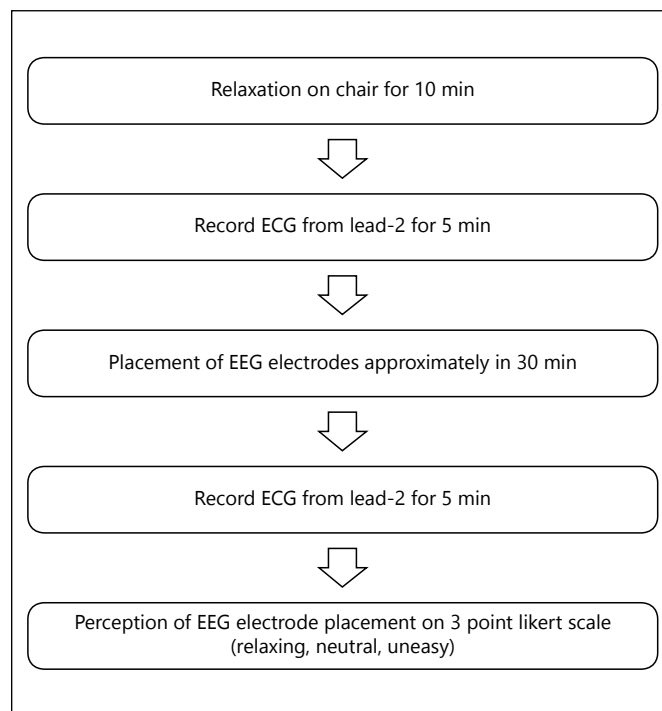 Relaxation on chair for 10 min
Record ECG from lead-2 for 5 min
Placement of EEG electrodes approximately in 30 min
Record ECG from lead-2 for 5 min
Perception of EEG electrode placement on 3 point likert scale
(relaxing, neutral, uneasy)